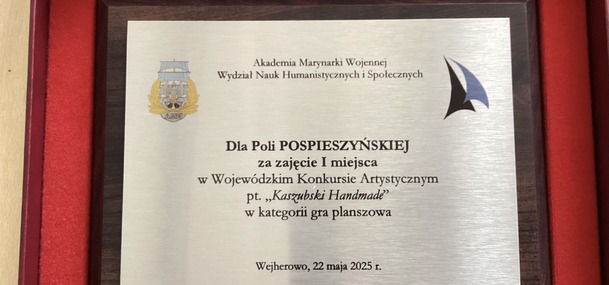 Akademia Marynarki Wojennej
Wydział Nauk Humanistycznych i Społecznych
Dla Poli POSPIESZYŃSKIEJ
za zajęcie I miejsca
w Wojewódzkim Konkursie Artystycznym
pt. „Kaszubski Handmade”
w kategorii gra planszowa
Wejherowo, 22 maja 2025 r.